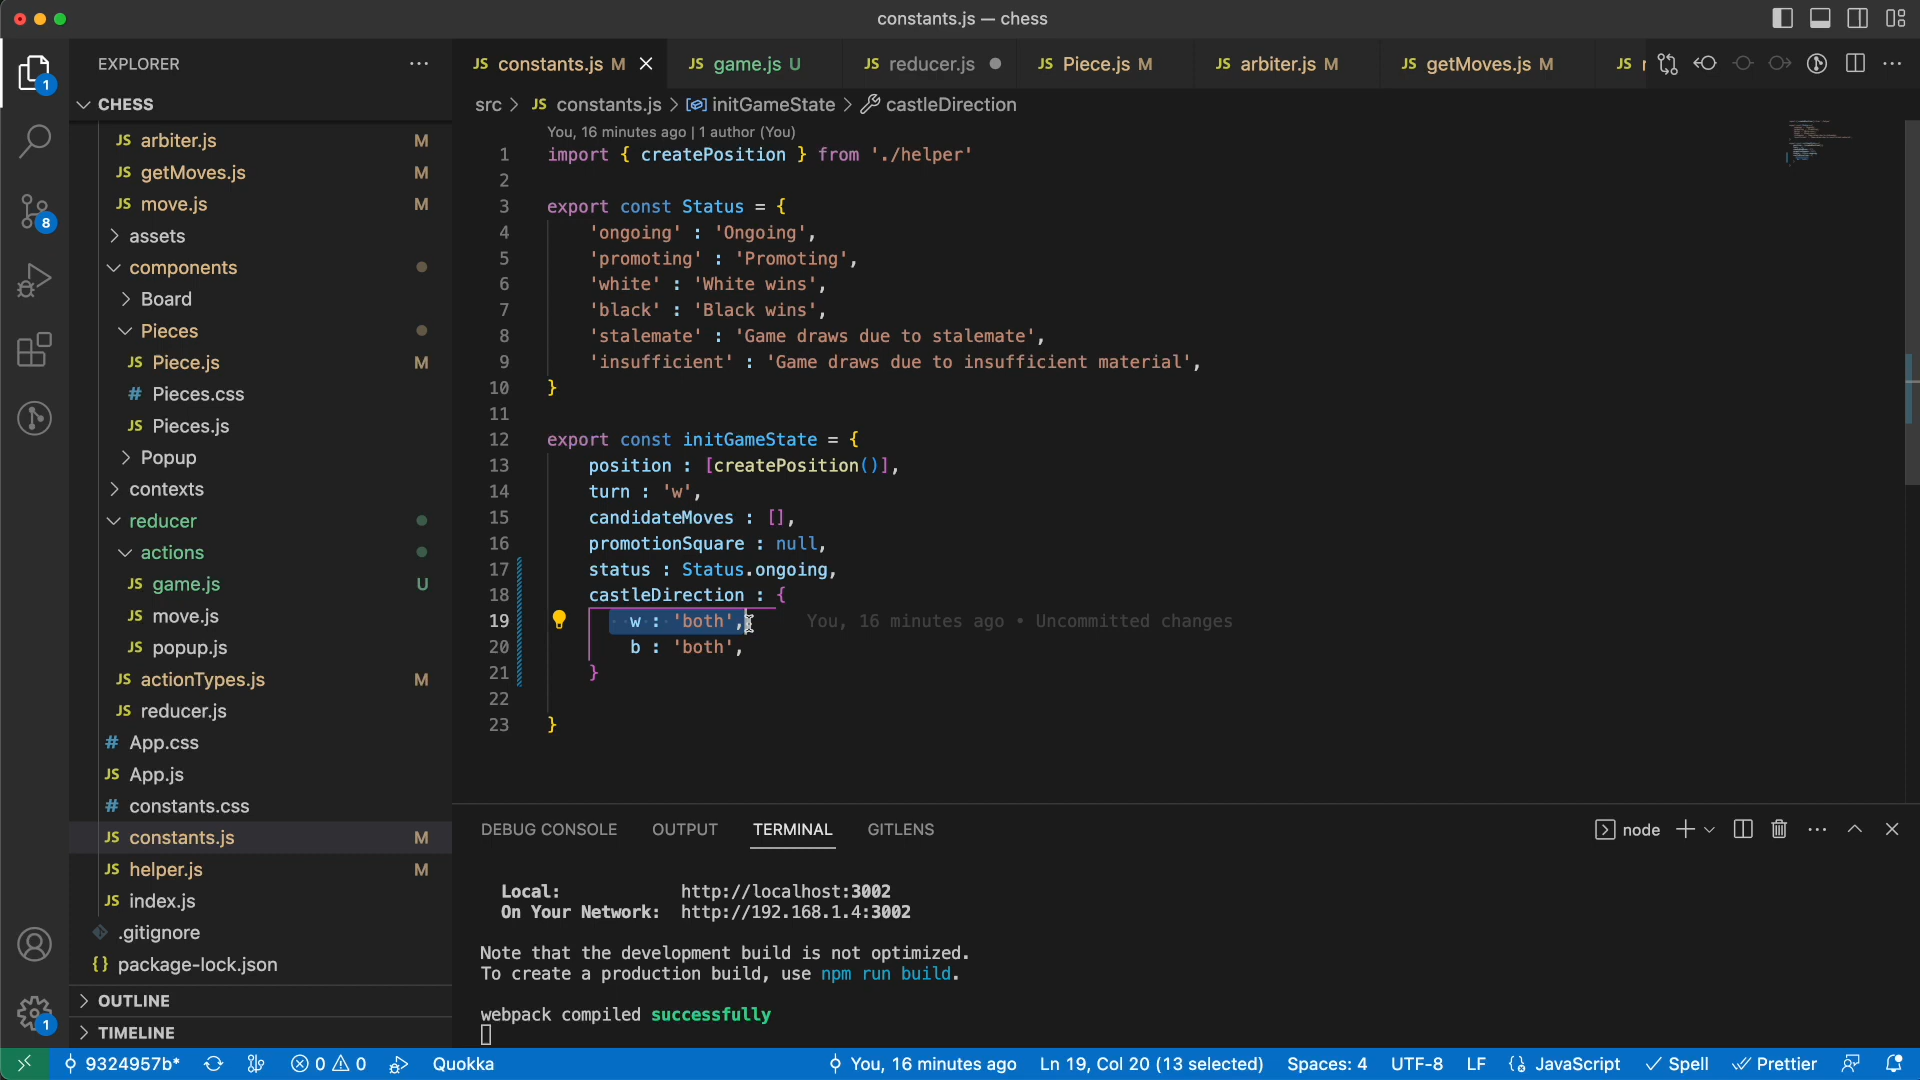 constants.js — chess
EXPLORER
CHESS
arbiter.js M
getMoves.js M
move.js M
assets
components
Board
Pieces
Piece.js M
Pieces.css
Pieces.js
Popup
contexts
reducer
actions
game.js U
move.js
popup.js
actionTypes.js M
reducer.js
App.css
App.js
constants.css
constants.js M
helper.js M
index.js
.gitignore
package-lock.json
OUTLINE
TIMELINE
JS constants.js M JS game.js U JS reducer.js JS Piece.js M JS arbiter.js M JS getMoves.js M JS
src > JS constants.js > initGameState > castleDirection
You, 16 minutes ago | 1 author (You)
1 import { createPosition } from './helper'
2
3 export const Status = {
4 'ongoing' : 'Ongoing',
5 'promoting' : 'Promoting',
6 'white' : 'White wins',
7 'black' : 'Black wins',
8 'stalemate' : 'Game draws due to stalemate',
9 'insufficient' : 'Game draws due to insufficient material',
10 }
11
12 export const initGameState = {
13 position : [createPosition()],
14 turn : 'w',
15 candidateMoves : [],
16 promotionSquare : null,
17 status : Status.ongoing,
18 castleDirection : {
19 w : 'both', You, 16 minutes ago • Uncommitted changes
20 b : 'both',
21 }
22
23 }
DEBUG CONSOLE OUTPUT TERMINAL GITLENS node
Local: http://localhost:3002
On Your Network: http://192.168.1.4:3002
Note that the development build is not optimized.
To create a production build, use npm run build.
webpack compiled successfully
9324957b* 0 0 Quokka You, 16 minutes ago Ln 19, Col 20 (13 selected) Spaces: 4 UTF-8 LF {} JavaScript Spell Prettier